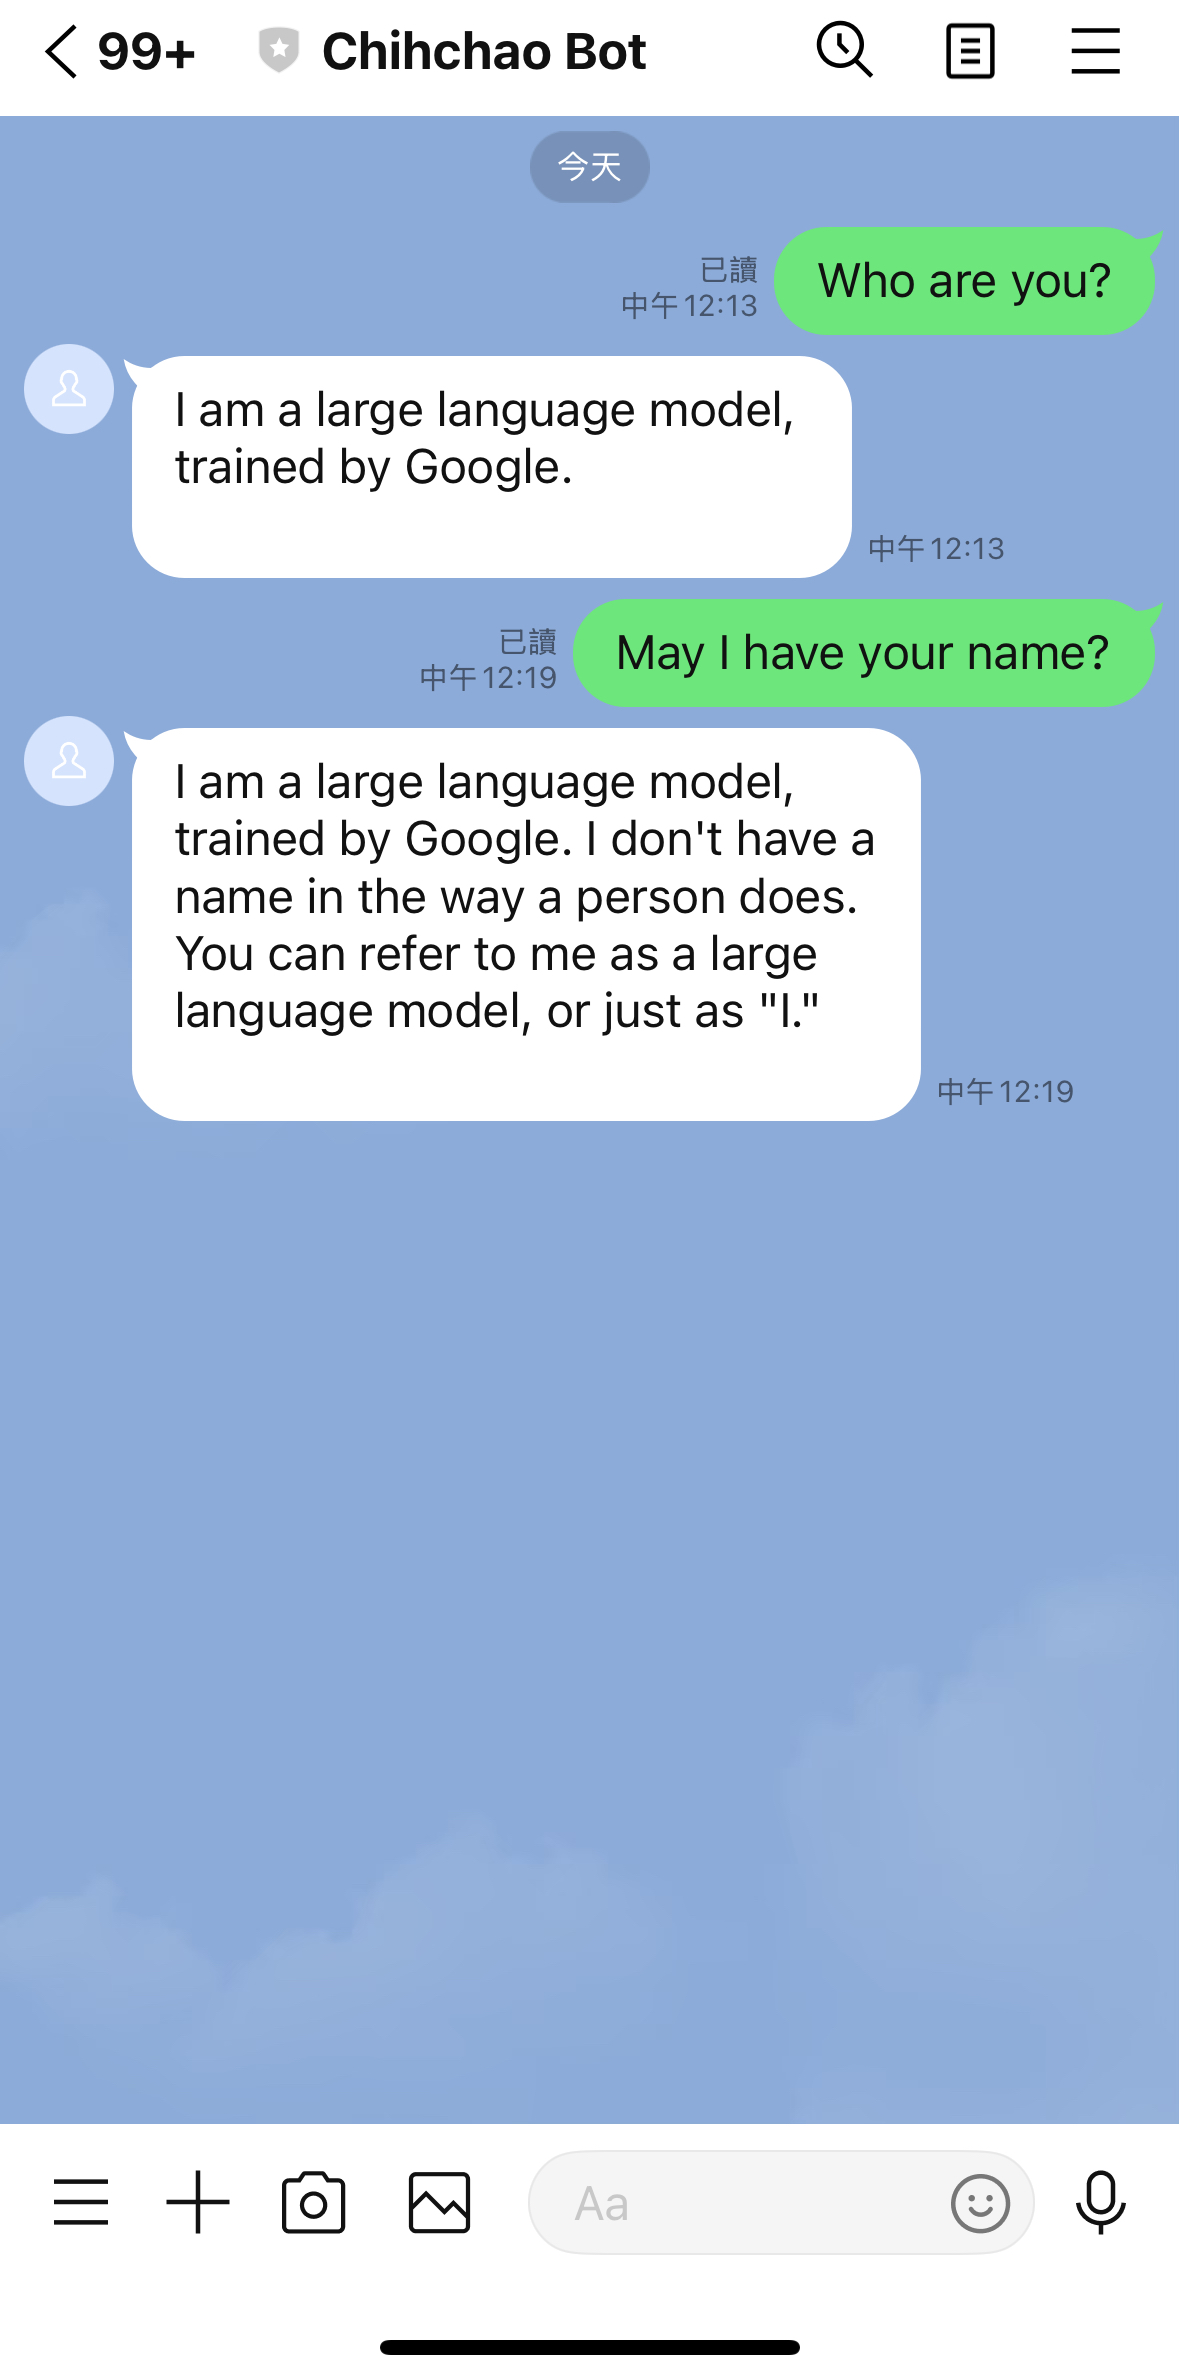 99+ Chihchao Bot
今天
已讀
中午 12:13
Who are you?
I am a large language model,
trained by Google.
中午 12:13
已讀
中午 12:19
May I have your name?
I am a large language model,
trained by Google. I don't have a
name in the way a person does.
You can refer to me as a large
language model, or just as "I."
中午 12:19
Aa